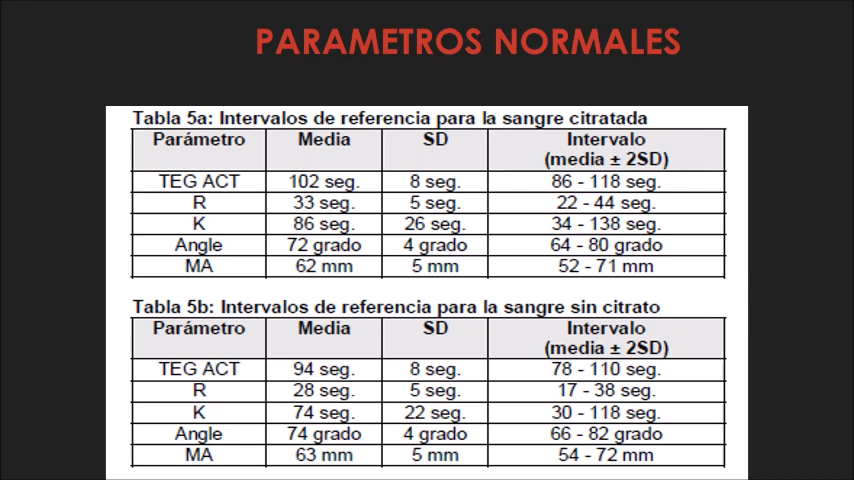 PARAMETROS NORMALES
Tabla 5a: Intervalos de referencia para la sangre citratada
Parámetro Media SD Intervalo
(media ± 2SD)
TEG ACT 102 seg. 8 seg. 86 - 118 seg.
R 33 seg. 5 seg. 22 - 44 seg.
K 86 seg. 26 seg. 34 - 138 seg.
Angle 72 grado 4 grado 64 - 80 grado
MA 62 mm 5 mm 52 - 71 mm
Tabla 5b: Intervalos de referencia para la sangre sin citrato
Parámetro Media SD Intervalo
(media ± 2SD)
TEG ACT 94 seg. 8 seg. 78 - 110 seg.
R 28 seg. 5 seg. 17 - 38 seg.
K 74 seg. 22 seg. 30 - 118 seg.
Angle 74 grado 4 grado 66 - 82 grado
MA 63 mm 5 mm 54 - 72 mm